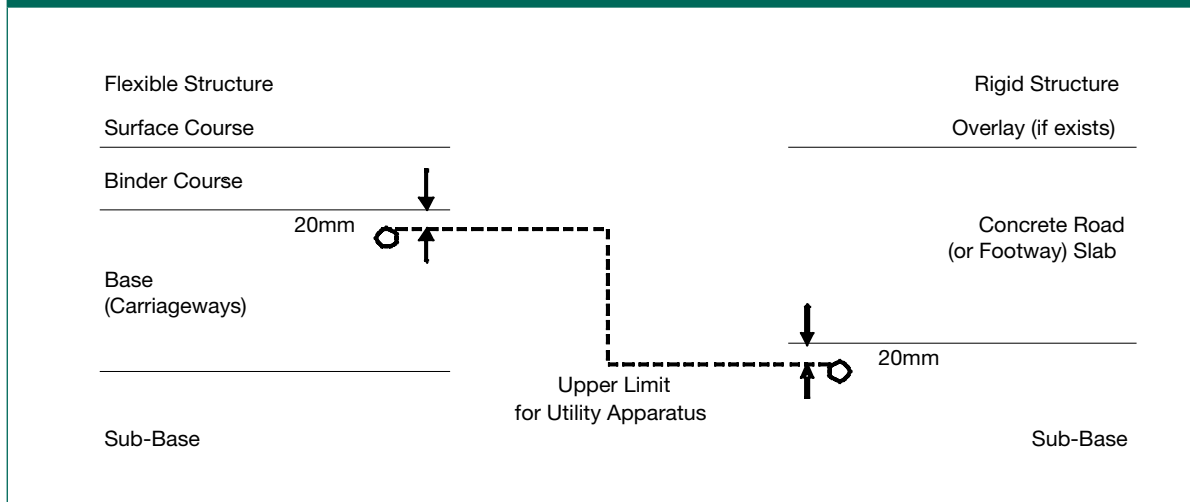 Flexible Structure
Rigid Structure
Surface Course
Overlay (if exists)
Binder Course
20mm
Concrete Road
(or Footway) Slab
Base
(Carriageways)
20mm
Upper Limit
for Utility Apparatus
Sub-Base
Sub-Base